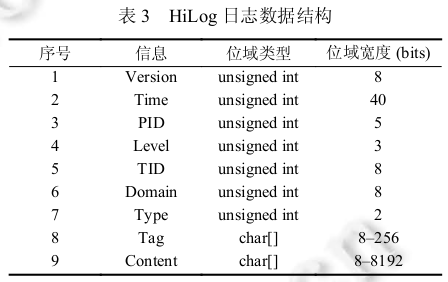 表 3 HiLog 日志数据结构
序号 信息 位域类型 位域宽度 (bits)
1 Version unsigned int 8
2 Time unsigned int 40
3 PID unsigned int 5
4 Level unsigned int 3
5 TID unsigned int 8
6 Domain unsigned int 8
7 Type unsigned int 2
8 Tag char[] 8–256
9 Content char[] 8–8192